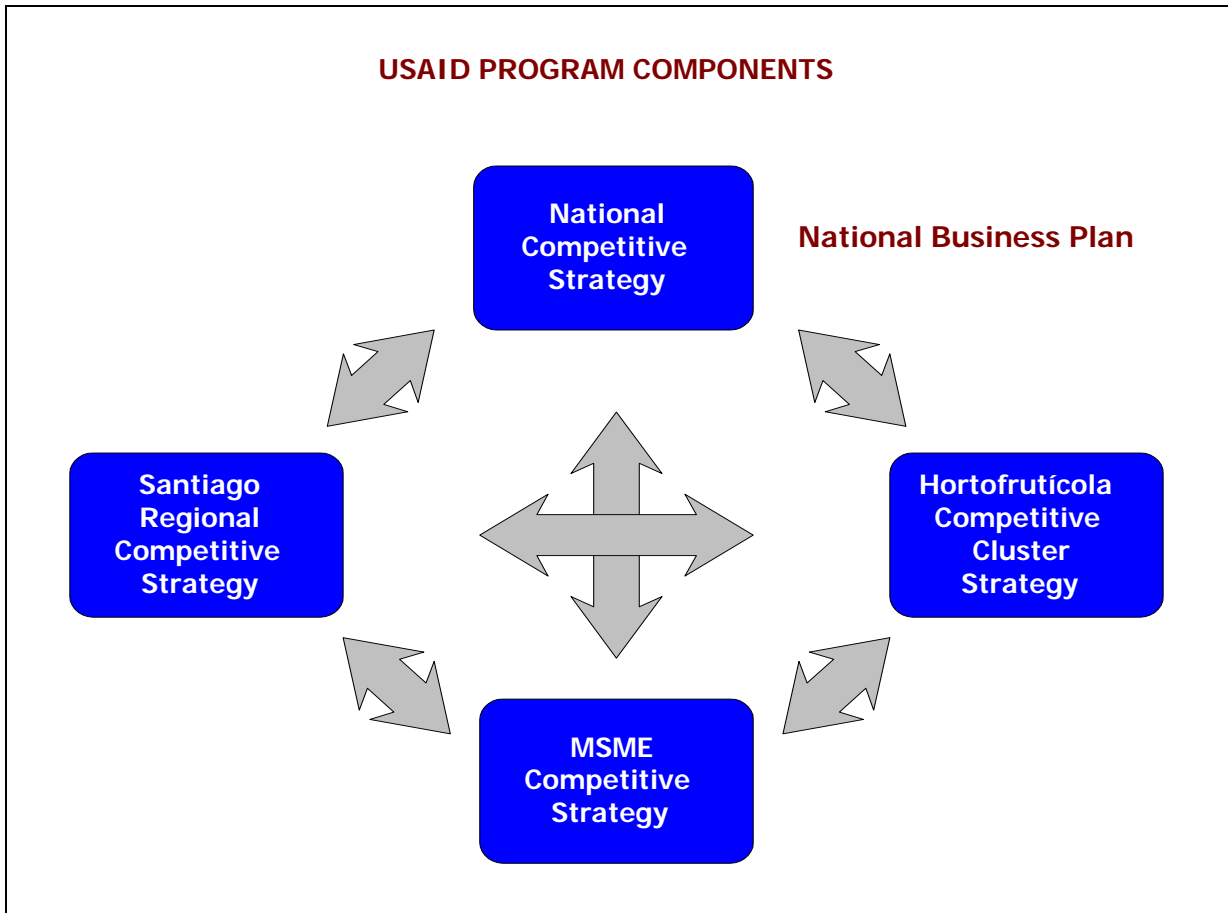 USAID PROGRAM COMPONENTS
National
Competitive
Strategy
National Business Plan
Santiago
Regional
Competitive
Strategy
Hortofrutícola
Competitive
Cluster
Strategy
MSME
Competitive
Strategy